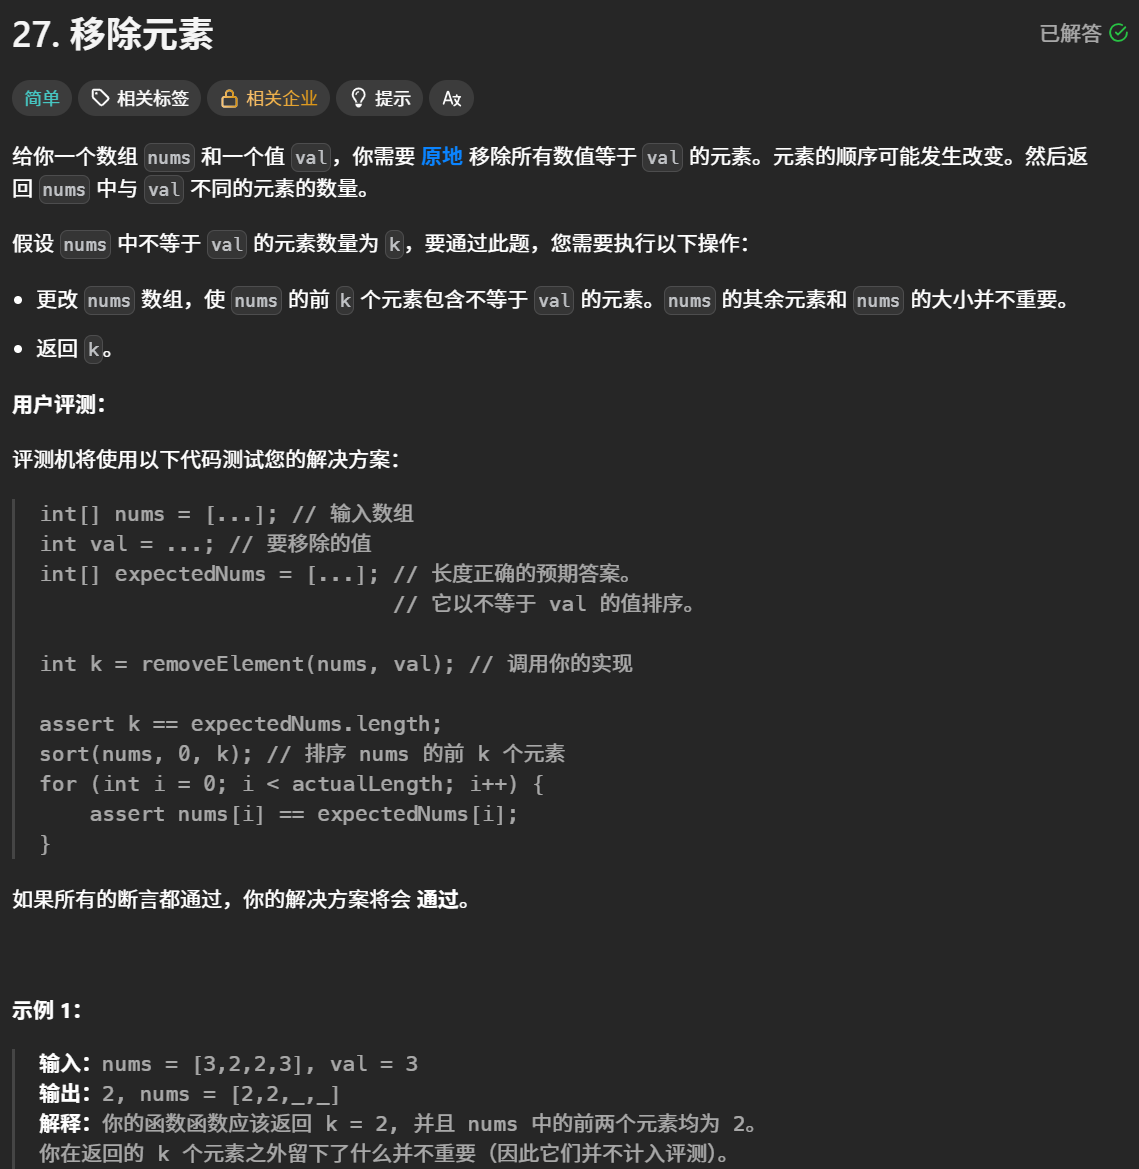 27. 移除元素
已解答
简单 相关标签 相关企业 提示 Aあ
给你一个数组 nums 和一个值 val，你需要 原地 移除所有数值等于 val 的元素。元素的顺序可能发生改变。然后返
回 nums 中与 val 不同的元素的数量。
假设 nums 中不等于 val 的元素数量为 k，要通过此题，您需要执行以下操作：
• 更改 nums 数组，使 nums 的前 k 个元素包含不等于 val 的元素。nums 的其余元素和 nums 的大小并不重要。
• 返回 k。
用户评测：
评测机将使用以下代码测试您的解决方案：
int[] nums = [...]; // 输入数组
int val = ...; // 要移除的值
int[] expectedNums = [...]; // 长度正确的预期答案。
// 它以不等于 val 的值排序。
int k = removeElement(nums, val); // 调用你的实现
assert k == expectedNums.length;
sort(nums, 0, k); // 排序 nums 的前 k 个元素
for (int i = 0; i < actualLength; i++) {
    assert nums[i] == expectedNums[i];
}
如果所有的断言都通过，你的解决方案将会 通过。
示例 1：
输入：nums = [3,2,2,3], val = 3
输出：2, nums = [2,2,_,_]
解释：你的函数函数应该返回 k = 2, 并且 nums 中的前两个元素均为 2。
你在返回的 k 个元素之外留下了什么并不重要（因此它们并不计入评测）。